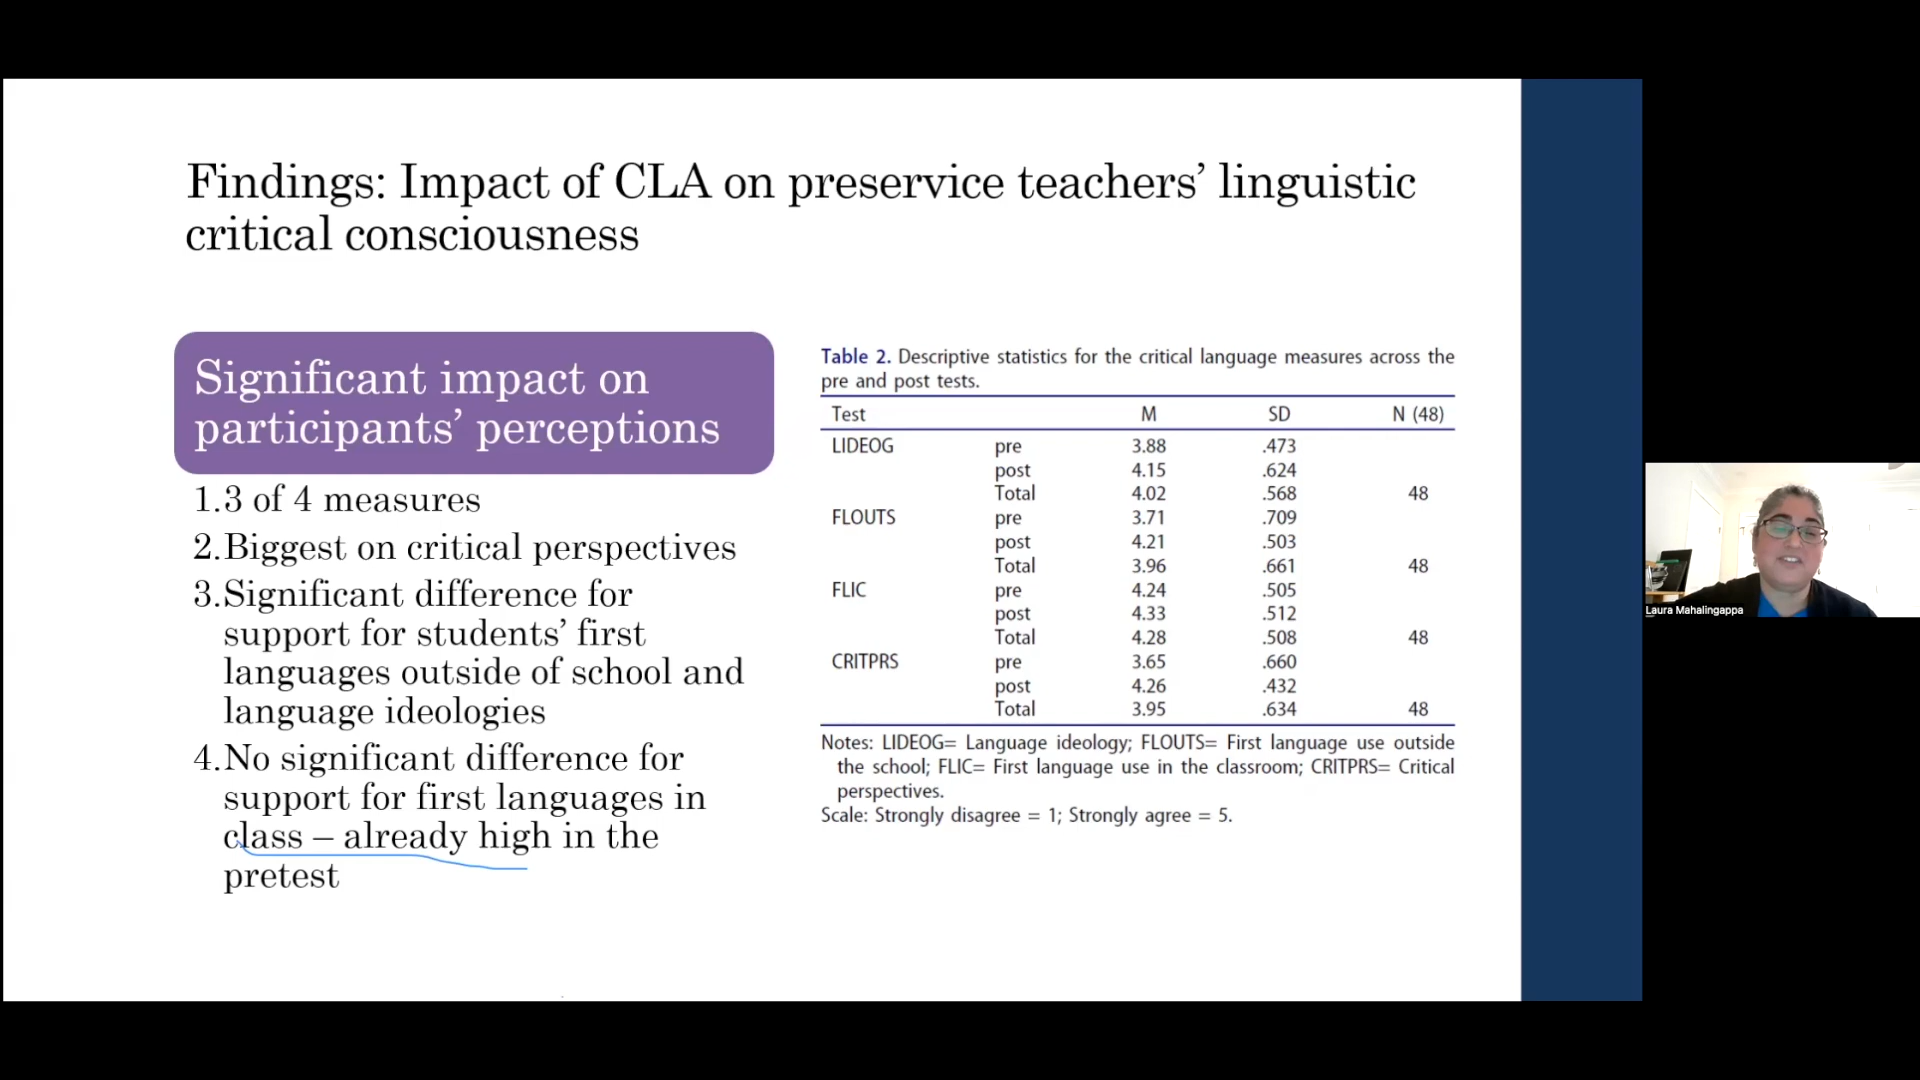 Findings: Impact of CLA on preservice teachers’ linguistic
critical consciousness
Significant impact on
participants’ perceptions
1.3 of 4 measures
2.Biggest on critical perspectives
3.Significant difference for
support for students’ first
languages outside of school and
language ideologies
4.No significant difference for
support for first languages in
class – already high in the
pretest
Table 2. Descriptive statistics for the critical language measures across the
pre and post tests.
Test M SD N (48)
LIDEOG pre 3.88 .473
post 4.15 .624
Total 4.02 .568 48
FLOUTS pre 3.71 .709
post 4.21 .503
Total 3.96 .661 48
FLIC pre 4.24 .505
post 4.33 .512
Total 4.28 .508 48
CRITPRS pre 3.65 .660
post 4.26 .432
Total 3.95 .634 48
Notes: LIDEOG= Language ideology; FLOUTS= First language use outside
the school; FLIC= First language use in the classroom; CRITPRS= Critical
perspectives.
Scale: Strongly disagree = 1; Strongly agree = 5.
Laura Mahalingappa